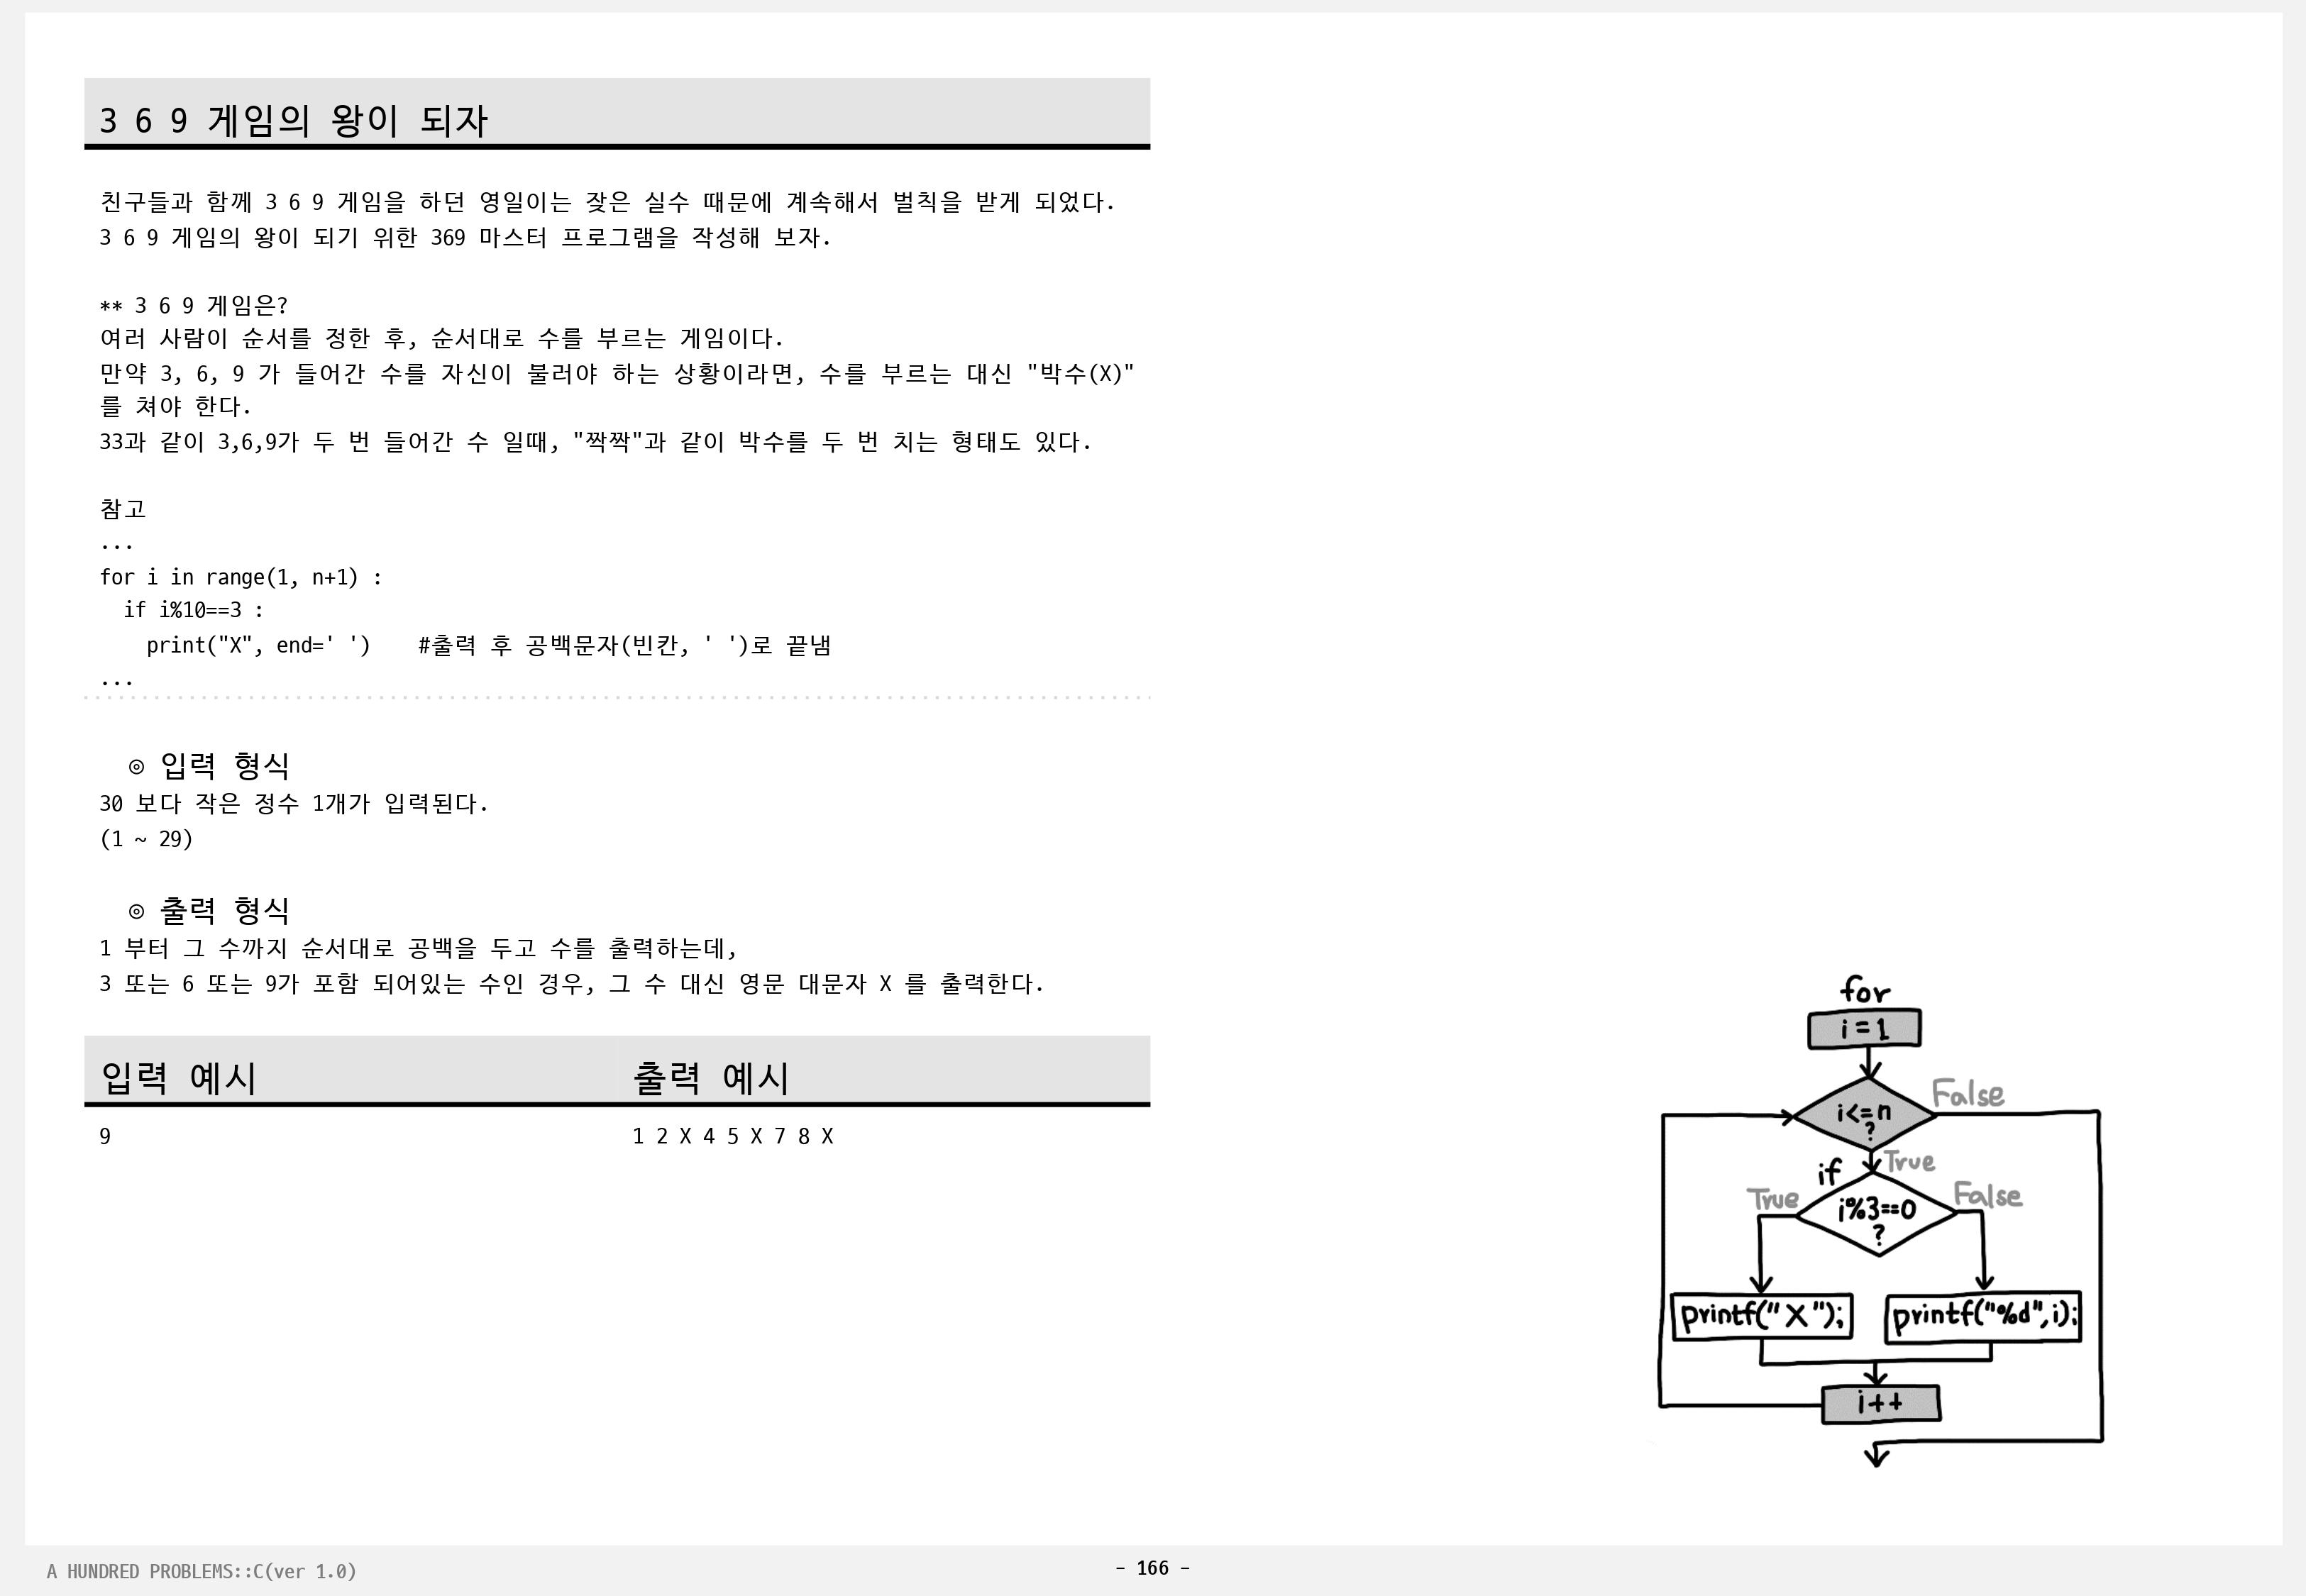 3 6 9 게임의 왕이 되자
친구들과 함께 3 6 9 게임을 하던 영일이는 잦은 실수 때문에 계속해서 벌칙을 받게 되었다.
3 6 9 게임의 왕이 되기 위한 369 마스터 프로그램을 작성해 보자.
** 3 6 9 게임은?
여러 사람이 순서를 정한 후, 순서대로 수를 부르는 게임이다.
만약 3, 6, 9 가 들어간 수를 자신이 불러야 하는 상황이라면, 수를 부르는 대신 "박수(X)"
를 쳐야 한다.
33과 같이 3,6,9가 두 번 들어간 수 일때, "짝짝"과 같이 박수를 두 번 치는 형태도 있다.
참고
...
for i in range(1, n+1) :
  if i%10==3 :
    print("X", end=' ')    #출력 후 공백문자(빈칸, ' ')로 끝냄
...
◎ 입력 형식
30 보다 작은 정수 1개가 입력된다.
(1 ~ 29)
◎ 출력 형식
1 부터 그 수까지 순서대로 공백을 두고 수를 출력하는데,
3 또는 6 또는 9가 포함 되어있는 수인 경우, 그 수 대신 영문 대문자 X 를 출력한다.
입력 예시 출력 예시
9 1 2 X 4 5 X 7 8 X
for
i=1
i<=n
?
False
True
if
True
i%3==0
?
False
printf("X");
printf("%d",i);
i++
A HUNDRED PROBLEMS::C(ver 1.0)
- 166 -